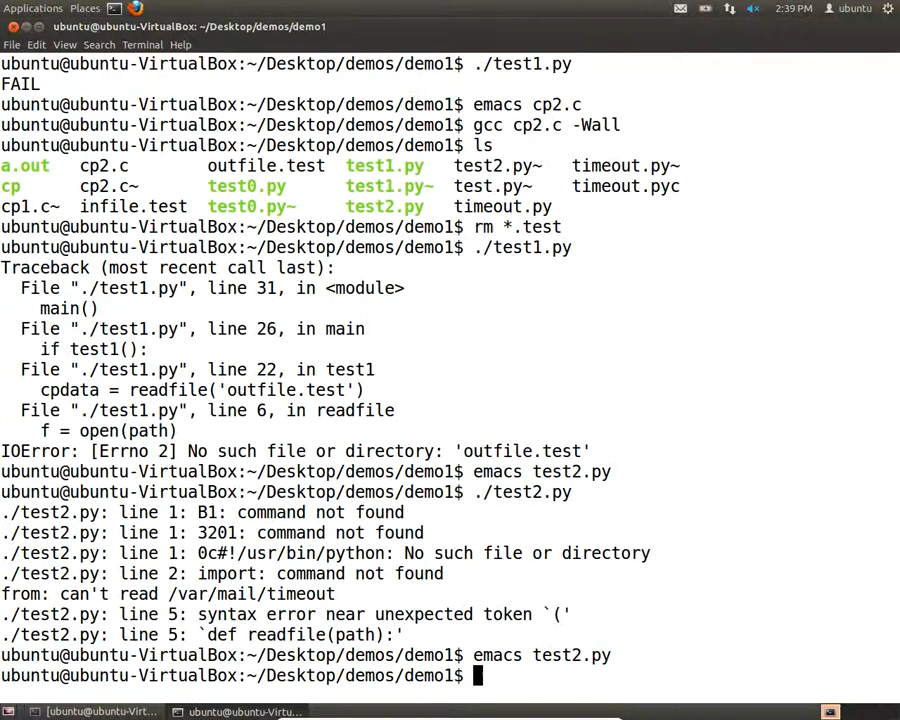 Applications Places 2:39 PM ubuntu
ubuntu@ubuntu-VirtualBox: ~/Desktop/demos/demo1
File Edit View Search Terminal Help
ubuntu@ubuntu-VirtualBox:~/Desktop/demos/demo1$ ./test1.py
FAIL
ubuntu@ubuntu-VirtualBox:~/Desktop/demos/demo1$ emacs cp2.c
ubuntu@ubuntu-VirtualBox:~/Desktop/demos/demo1$ gcc cp2.c -Wall
ubuntu@ubuntu-VirtualBox:~/Desktop/demos/demo1$ ls
a.out cp2.c outfile.test test1.py test2.py~ timeout.py~
cp cp2.c~ test0.py test1.py~ test.py~ timeout.pyc
cp1.c~ infile.test test0.py~ test2.py timeout.py
ubuntu@ubuntu-VirtualBox:~/Desktop/demos/demo1$ rm *.test
ubuntu@ubuntu-VirtualBox:~/Desktop/demos/demo1$ ./test1.py
Traceback (most recent call last):
File "./test1.py", line 31, in <module>
main()
File "./test1.py", line 26, in main
if test1():
File "./test1.py", line 22, in test1
cpdata = readfile('outfile.test')
File "./test1.py", line 6, in readfile
f = open(path)
IOError: [Errno 2] No such file or directory: 'outfile.test'
ubuntu@ubuntu-VirtualBox:~/Desktop/demos/demo1$ emacs test2.py
ubuntu@ubuntu-VirtualBox:~/Desktop/demos/demo1$ ./test2.py
./test2.py: line 1: B1: command not found
./test2.py: line 1: 3201: command not found
./test2.py: line 1: 0c#!/usr/bin/python: No such file or directory
./test2.py: line 2: import: command not found
from: can't read /var/mail/timeout
./test2.py: line 5: syntax error near unexpected token `('
./test2.py: line 5: `def readfile(path):'
ubuntu@ubuntu-VirtualBox:~/Desktop/demos/demo1$ emacs test2.py
ubuntu@ubuntu-VirtualBox:~/Desktop/demos/demo1$
[ubuntu@ubuntu-Virtu... ubuntu@ubuntu-Virtu...